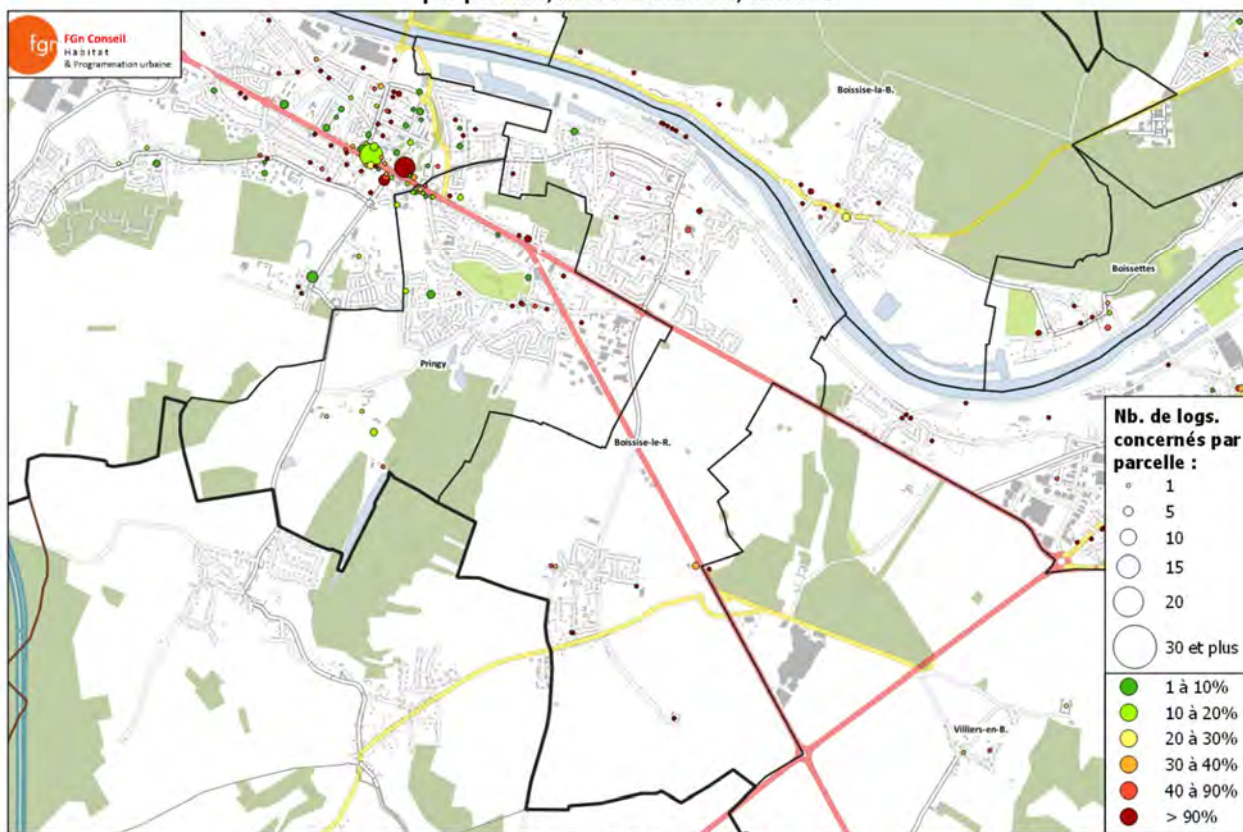 fgn
FGn Conseil
Habitat
& Programmation urbaine
Boissise-la-B.
Boissettes
Pringy
Boissise-le-R.
Villiers-en-B.
Nb. de logs.
concernés par
parcelle :
1
5
10
15
20
30 et plus
1 à 10%
10 à 20%
20 à 30%
30 à 40%
40 à 90%
> 90%